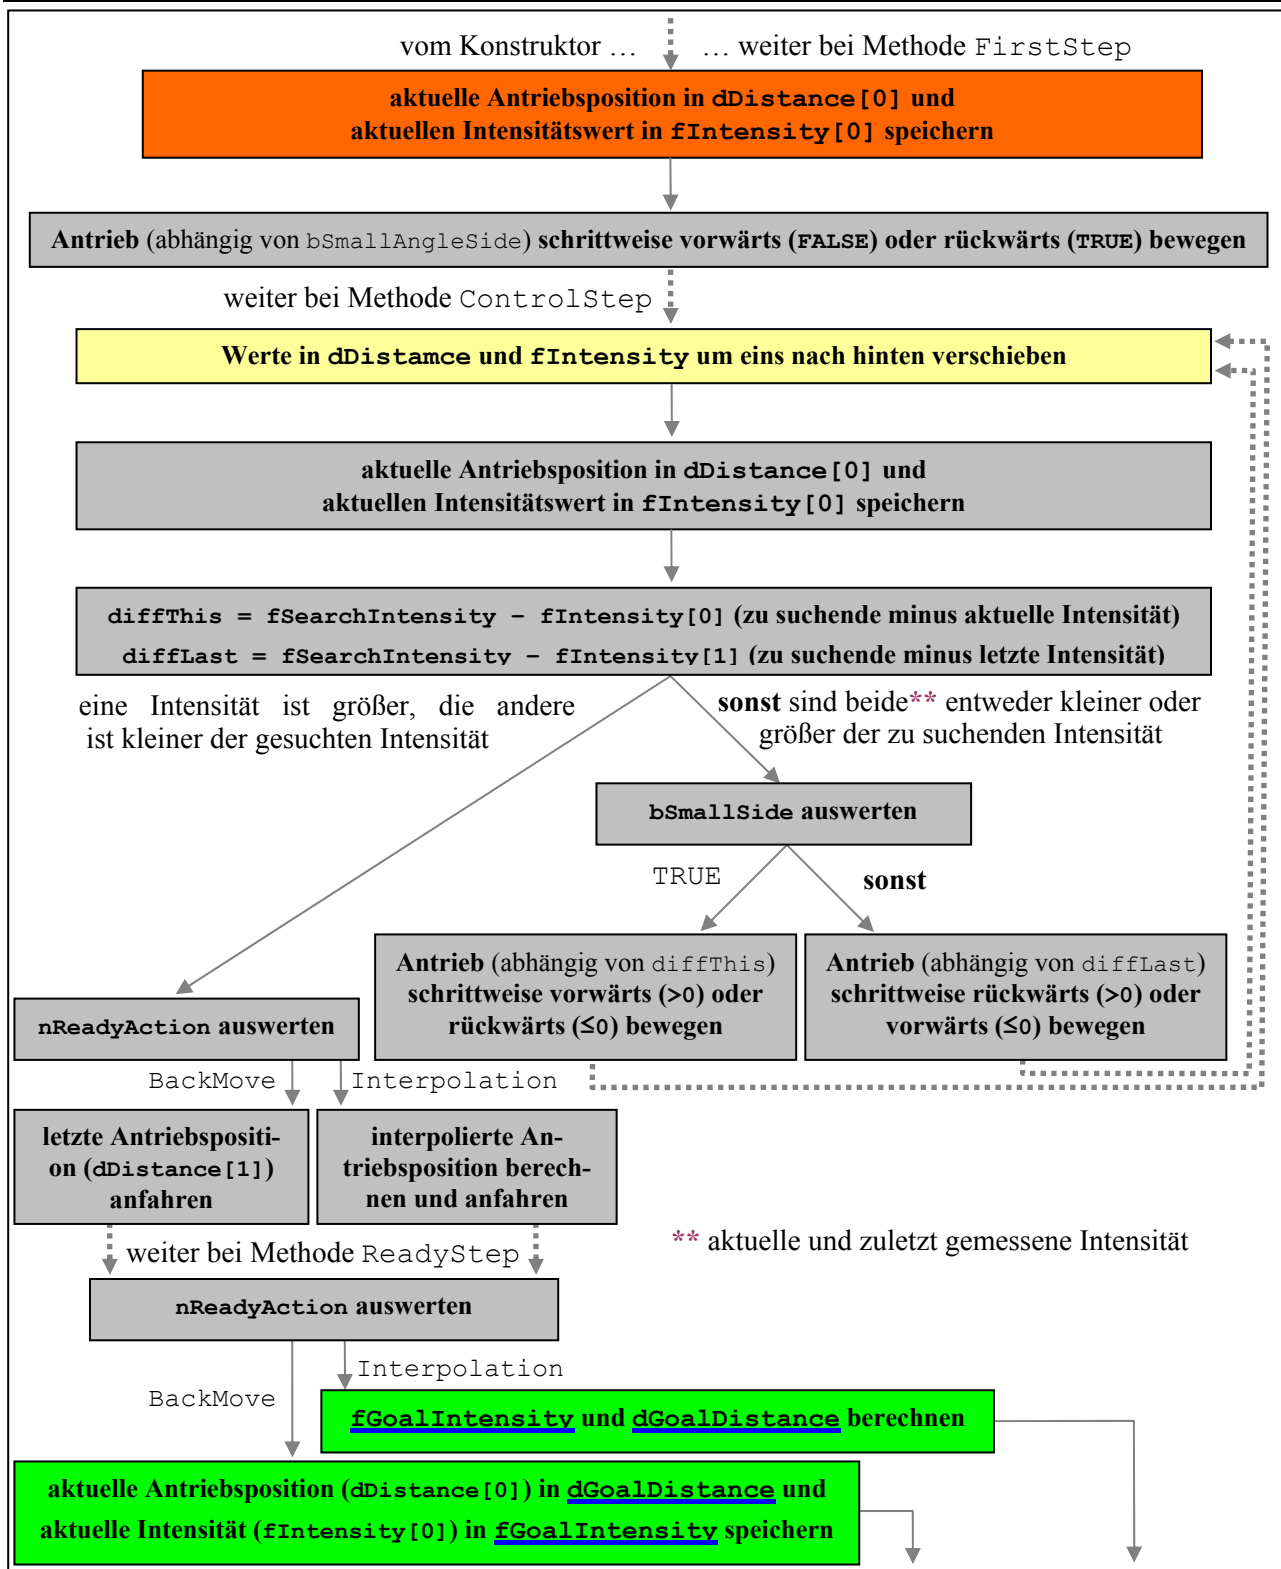 vom Konstruktor … … weiter bei Methode FirstStep
aktuelle Antriebsposition in dDistance[0] und
aktuellen Intensitätswert in fIntensity[0] speichern
Antrieb (abhängig von bSmallAngleSide) schrittweise vorwärts (FALSE) oder rückwärts (TRUE) bewegen
weiter bei Methode ControlStep
Werte in dDistamce und fIntensity um eins nach hinten verschieben
aktuelle Antriebsposition in dDistance[0] und
aktuellen Intensitätswert in fIntensity[0] speichern
diffThis = fSearchIntensity – fIntensity[0] (zu suchende minus aktuelle Intensität)
diffLast = fSearchIntensity – fIntensity[1] (zu suchende minus letzte Intensität)
eine Intensität ist größer, die andere
ist kleiner der gesuchten Intensität
sonst sind beide** entweder kleiner oder
größer der zu suchenden Intensität
bSmallSide auswerten
TRUE
sonst
Antrieb (abhängig von diffThis)
schrittweise vorwärts (>0) oder
rückwärts (≤0) bewegen
Antrieb (abhängig von diffLast)
schrittweise rückwärts (>0) oder
vorwärts (≤0) bewegen
nReadyAction auswerten
BackMove
Interpolation
letzte Antriebspositi-
on (dDistance[1])
anfahren
interpolierte An-
triebsposition berech-
nen und anfahren
** aktuelle und zuletzt gemessene Intensität
weiter bei Methode ReadyStep
nReadyAction auswerten
Interpolation
BackMove
fGoalIntensity und dGoalDistance berechnen
aktuelle Antriebsposition (dDistance[0]) in dGoalDistance und
aktuelle Intensität (fIntensity[0]) in fGoalIntensity speichern